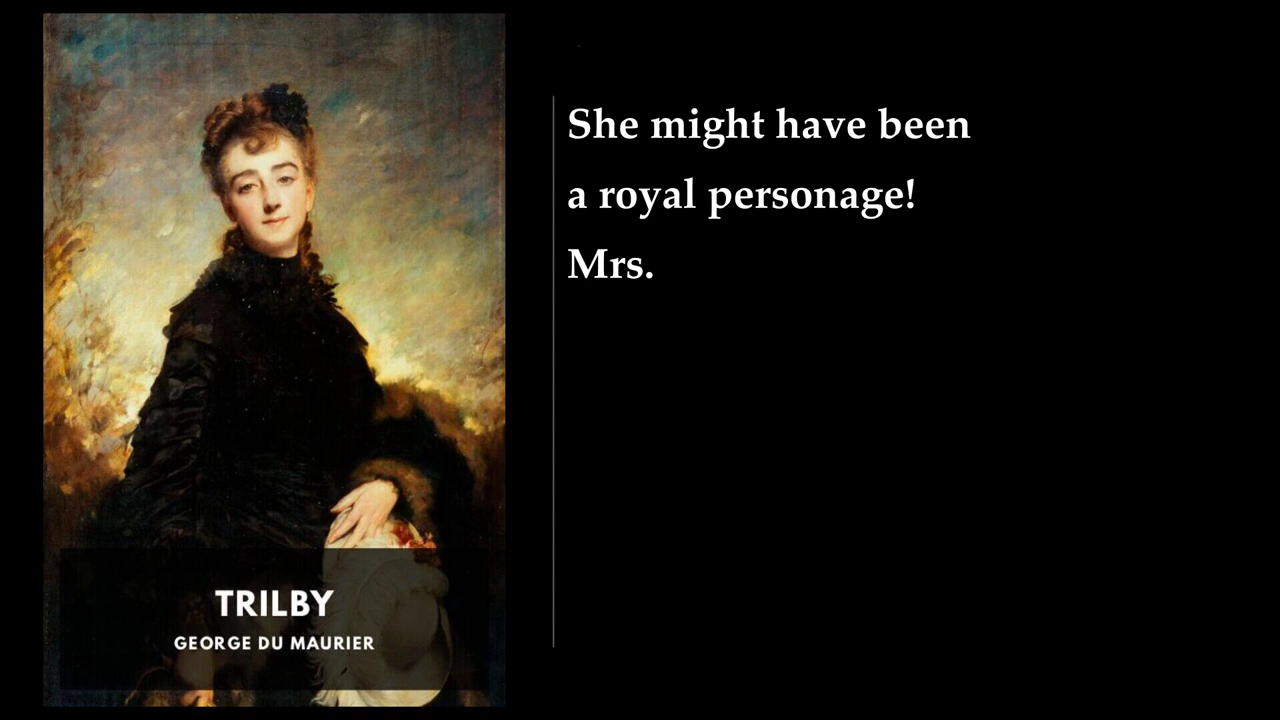 TRILBY
GEORGE DU MAURIER
She might have been
a royal personage!
Mrs.